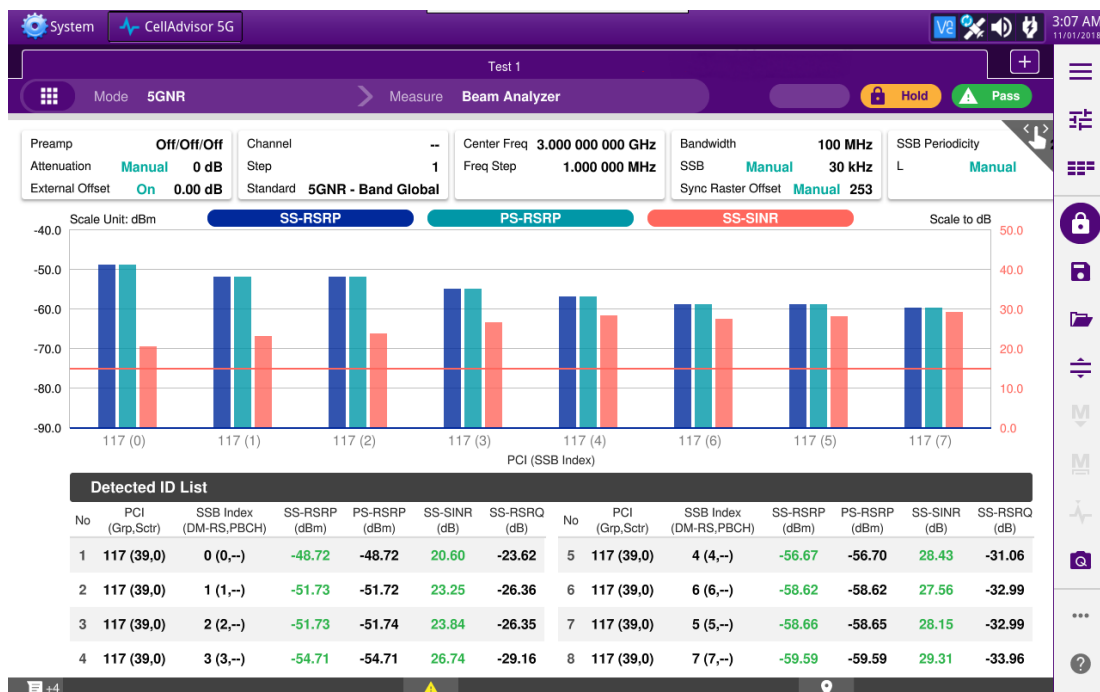 System CellAdvisor 5G 3:07 AM
11/01/2018
Test 1
Mode 5GNR Measure Beam Analyzer Hold Pass
Preamp Off/Off/Off
Attenuation Manual 0 dB
External Offset On 0.00 dB
Channel --
Step 1
Standard 5GNR - Band Global
Center Freq 3.000 000 000 GHz
Freq Step 1.000 000 MHz
Bandwidth 100 MHz
SSB Manual 30 kHz
Sync Raster Offset Manual 253
SSB Periodicity
L Manual
Scale Unit: dBm SS-RSRP PS-RSRP SS-SINR Scale to dB
-40.0 50.0
-50.0 40.0
-60.0 30.0
-70.0 20.0
-80.0 10.0
-90.0 0.0
117 (0) 117 (1) 117 (2) 117 (3) 117 (4) 117 (6) 117 (5) 117 (7)
PCI (SSB Index)
Detected ID List
No PCI (Grp,Sctr) SSB Index (DM-RS,PBCH) SS-RSRP (dBm) PS-RSRP (dBm) SS-SINR (dB) SS-RSRQ (dB) No PCI (Grp,Sctr) SSB Index (DM-RS,PBCH) SS-RSRP (dBm) PS-RSRP (dBm) SS-SINR (dB) SS-RSRQ (dB)
1 117 (39,0) 0 (0,--) -48.72 -48.72 20.60 -23.62 5 117 (39,0) 4 (4,--) -56.67 -56.70 28.43 -31.06
2 117 (39,0) 1 (1,--) -51.73 -51.72 23.25 -26.36 6 117 (39,0) 6 (6,--) -58.62 -58.62 27.56 -32.99
3 117 (39,0) 2 (2,--) -51.73 -51.74 23.84 -26.35 7 117 (39,0) 5 (5,--) -58.66 -58.65 28.15 -32.99
4 117 (39,0) 3 (3,--) -54.71 -54.71 26.74 -29.16 8 117 (39,0) 7 (7,--) -59.59 -59.59 29.31 -33.96
+4